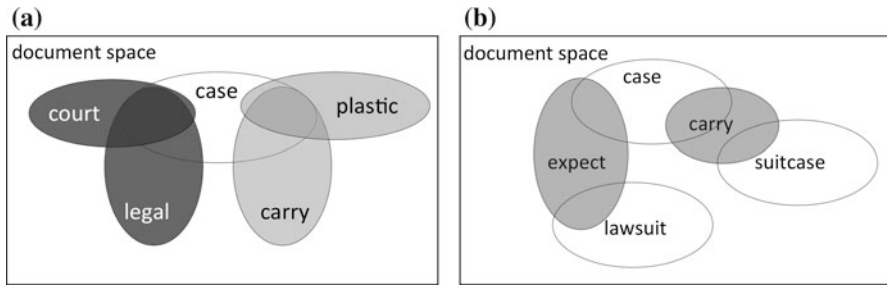 (a)
document space
case
court
plastic
legal
carry
(b)
document space
case
carry
expect
suitcase
lawsuit